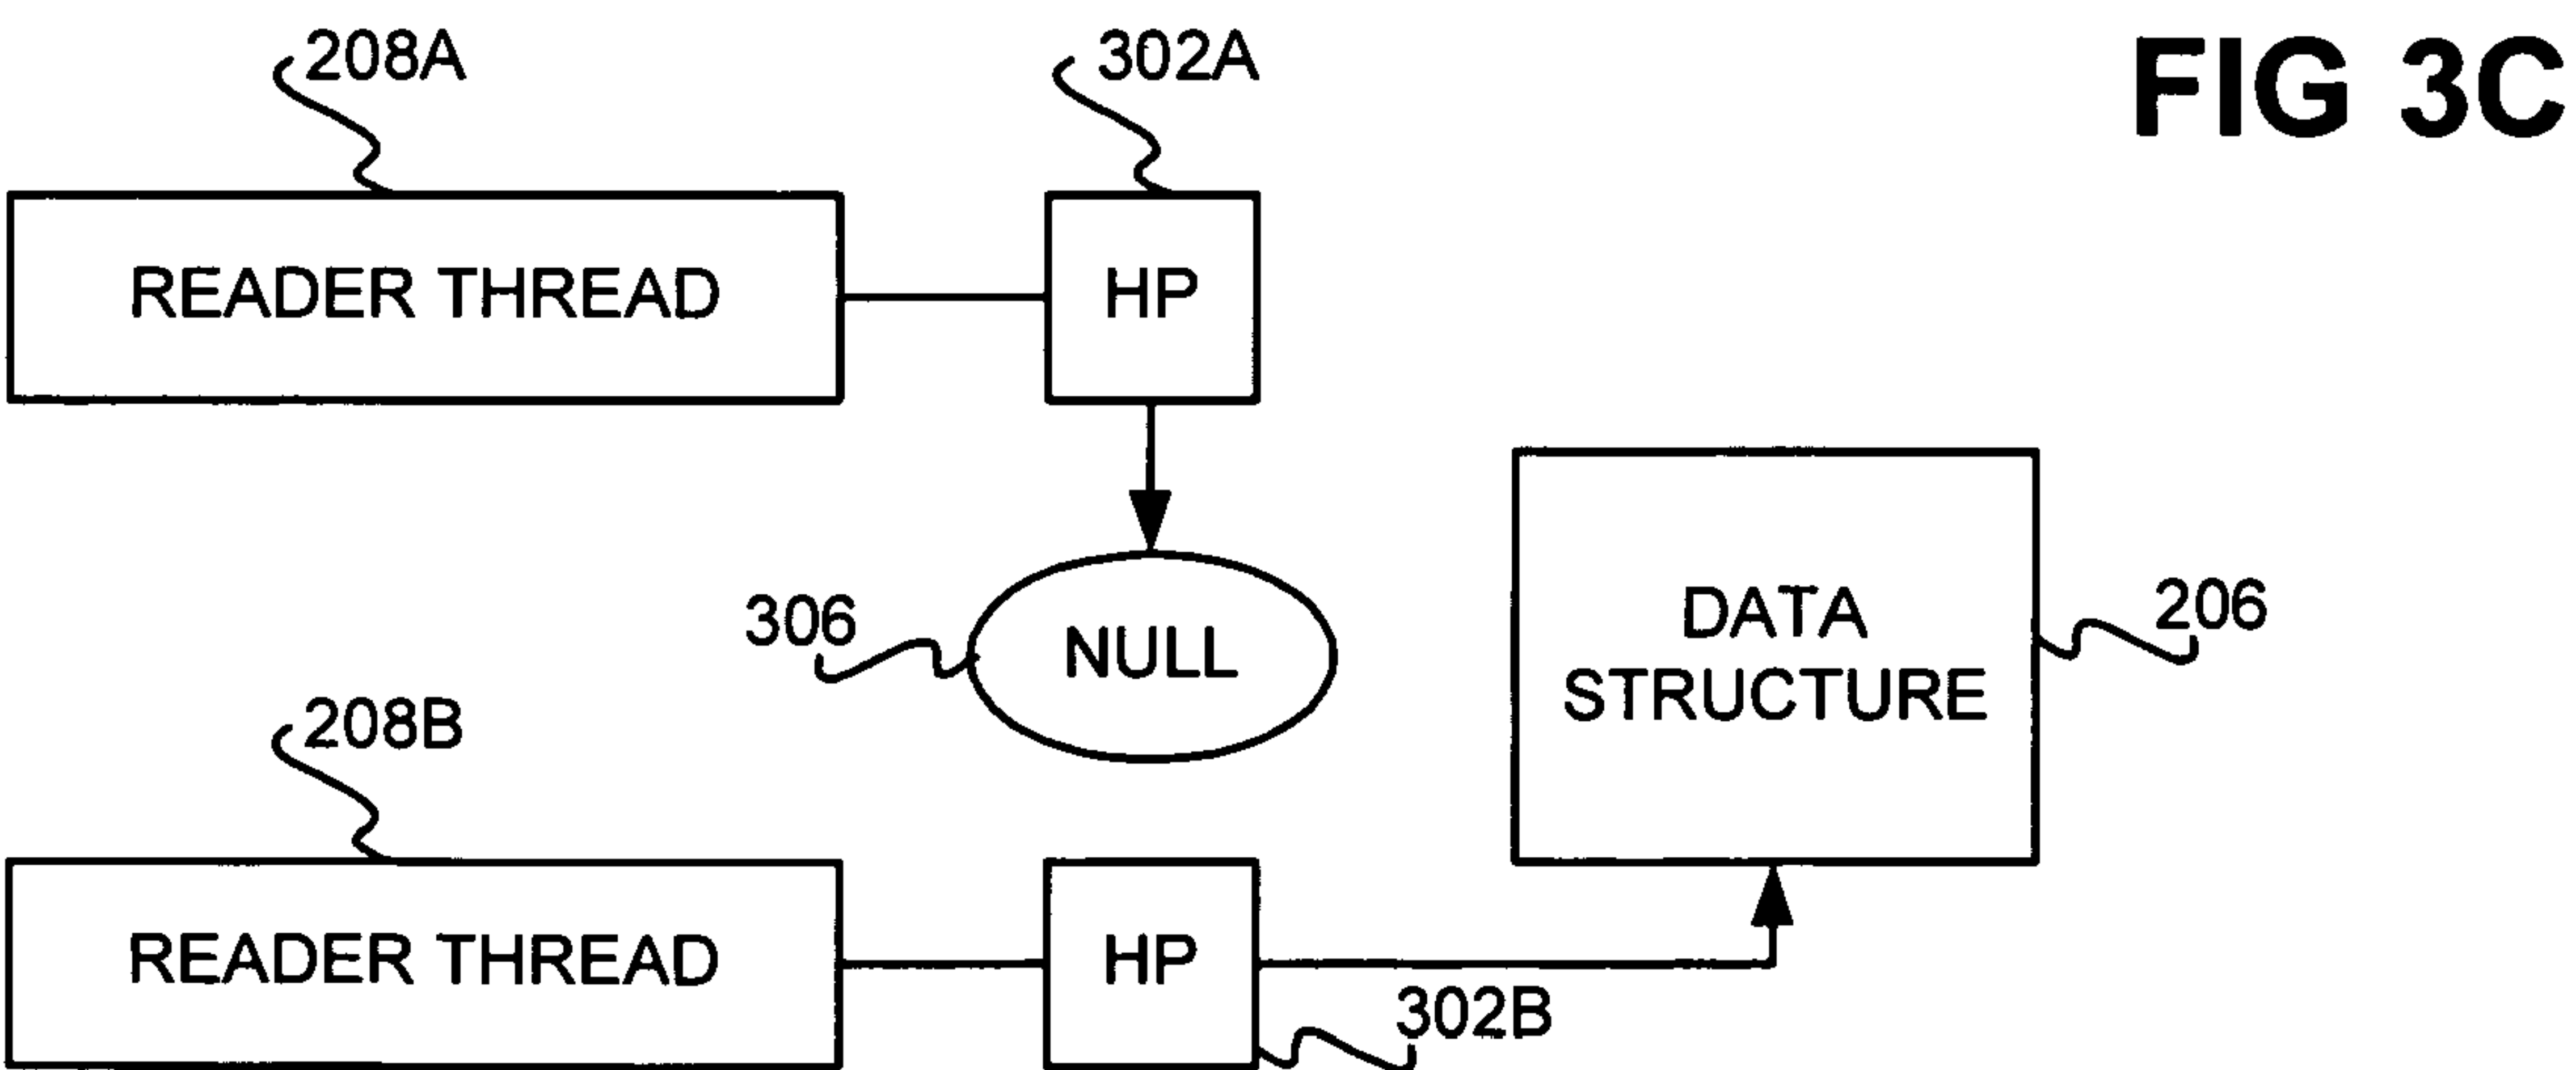 208A
302A
FIG 3C
READER THREAD
HP
306
NULL
DATA
STRUCTURE
206
208B
READER THREAD
HP
302B